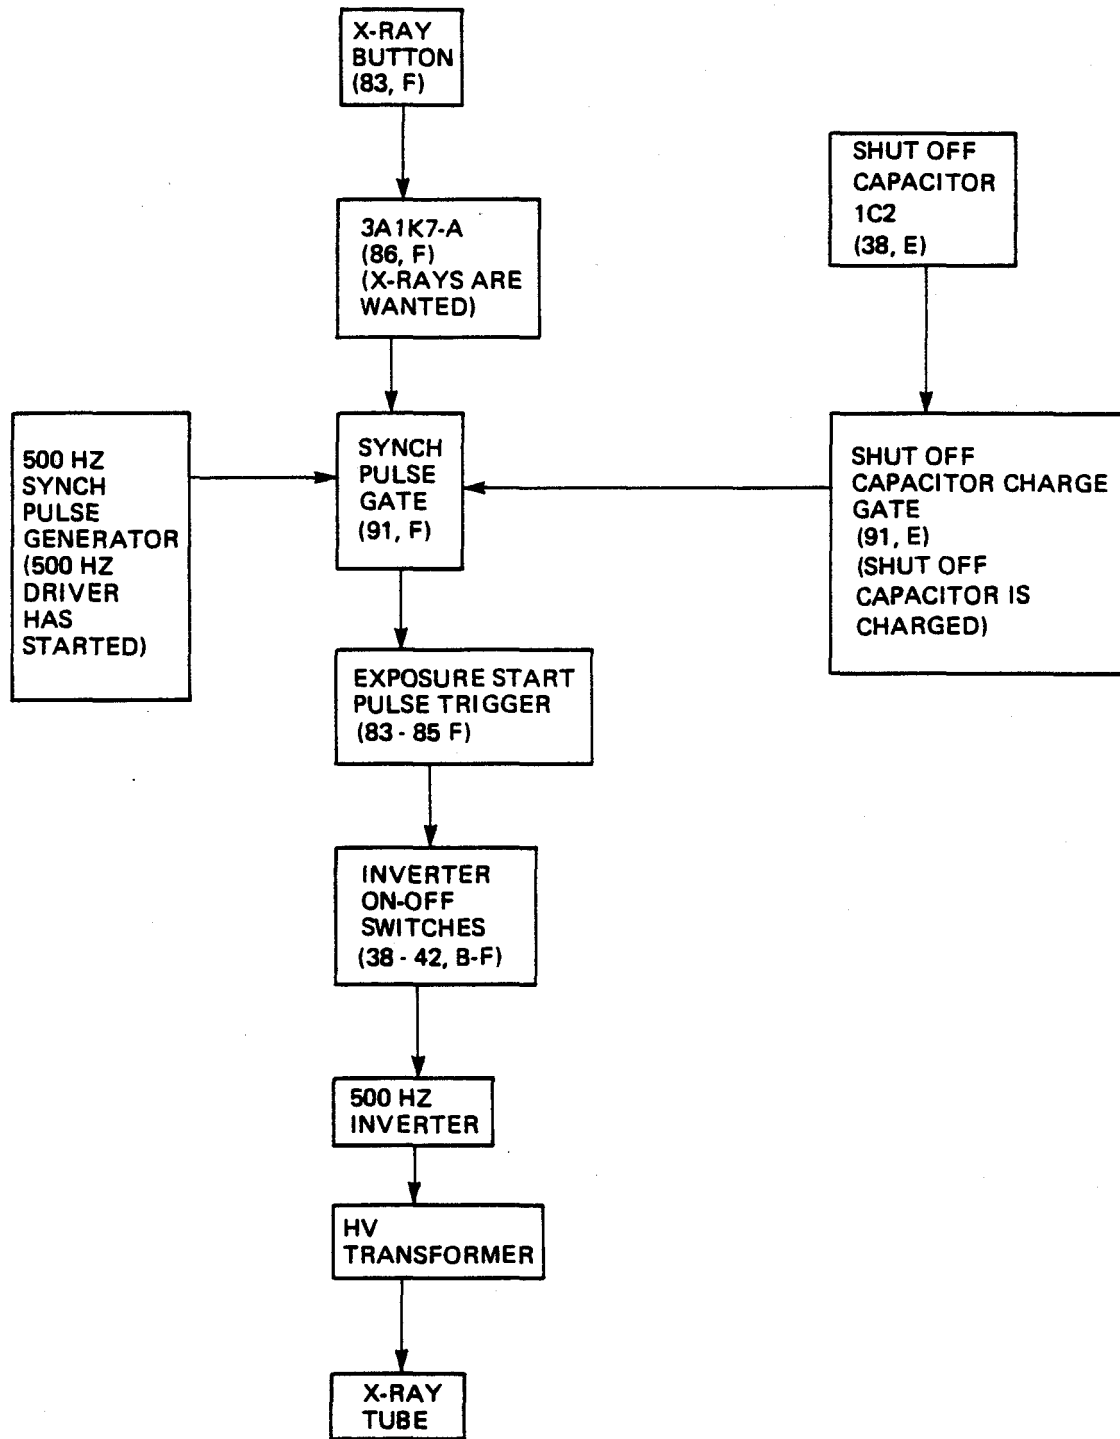 X-RAY
BUTTON
(83, F)
3A1K7-A
(86, F)
(X-RAYS ARE
WANTED)
SHUT OFF
CAPACITOR
1C2
(38, E)
500 HZ
SYNCH
PULSE
GENERATOR
(500 HZ
DRIVER
HAS
STARTED)
SYNCH
PULSE
GATE
(91, F)
SHUT OFF
CAPACITOR CHARGE
GATE
(91, E)
(SHUT OFF
CAPACITOR IS
CHARGED)
EXPOSURE START
PULSE TRIGGER
(83 - 85 F)
INVERTER
ON-OFF
SWITCHES
(38 - 42, B-F)
500 HZ
INVERTER
HV
TRANSFORMER
X-RAY
TUBE